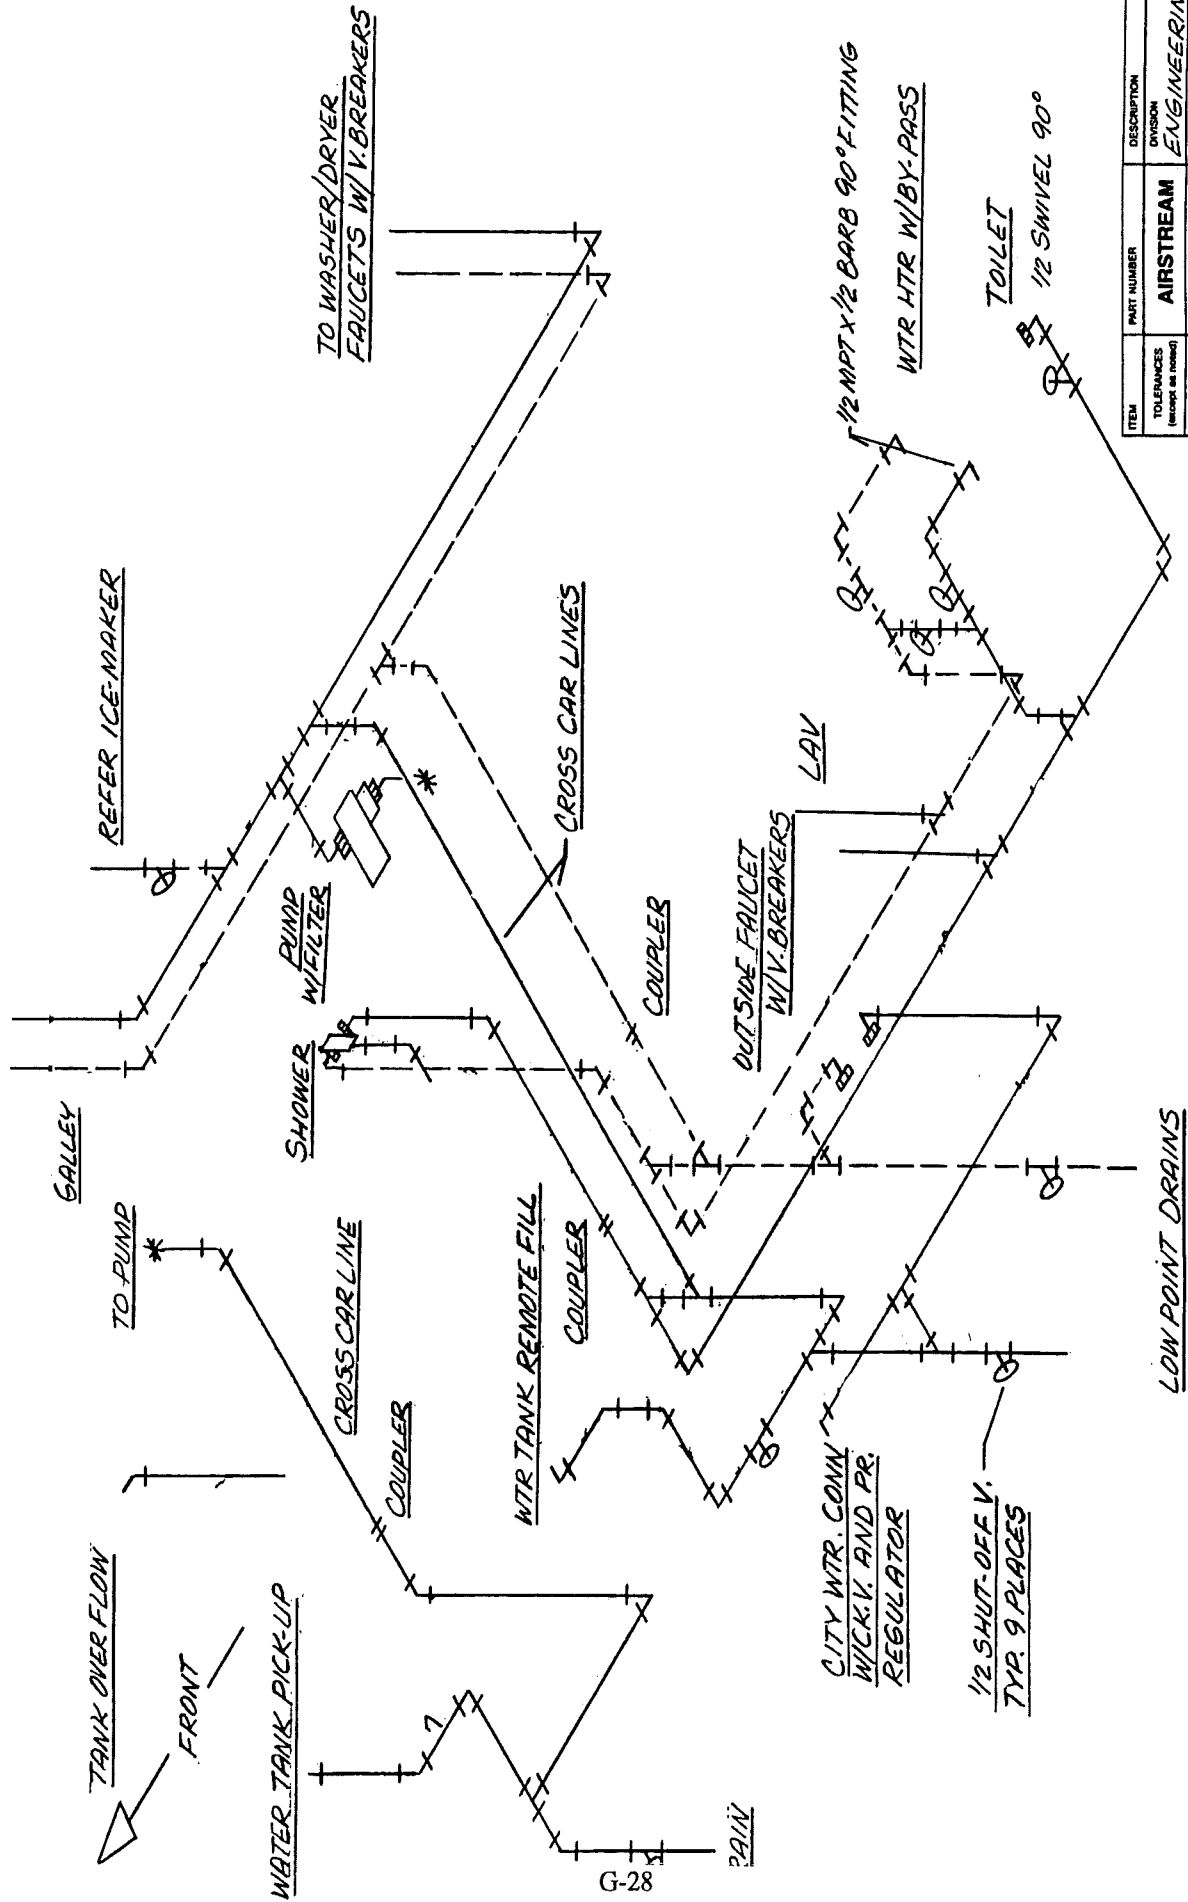 TANK OVER FLOW
FRONT
WATER TANK PICK-UP
G-28
TO PUMP
CROSS CAR LINE
COUPLER
GALLEY
REFER ICE-MAKER
PUMP
W/FILTER
SHOWER
TO WASHER/DRYER
FAUCETS W/ V. BREAKERS
CROSS CAR LINES
COUPLER
WTR TANK REMOTE FILL
COUPLER
OUTSIDE FAUCET
W/V. BREAKERS
LAV
1/2 MPT X 1/2 BARB 90° FITTING
WTR HTR W/BY-PASS
TOILET
1/2 SWIVEL 90°
CITY WTR. CONN
W/CK.V. AND PR.
REGULATOR
1/2 SHUT-OFF V.
TYP. 9 PLACES
LOW POINT DRAINS
ITEM PART NUMBER DESCRIPTION
TOLERANCES
(except as noted)
AIRSTREAM
DIVISION